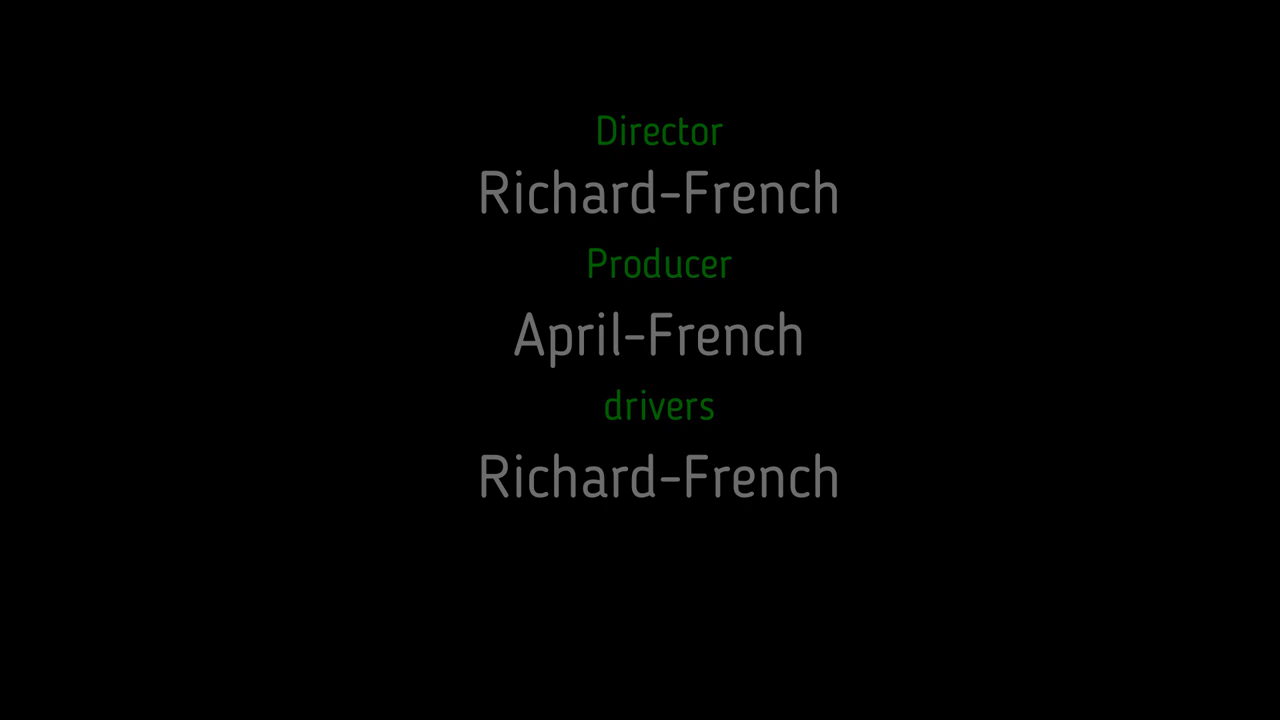 Director
Richard-French
Producer
April-French
drivers
Richard-French